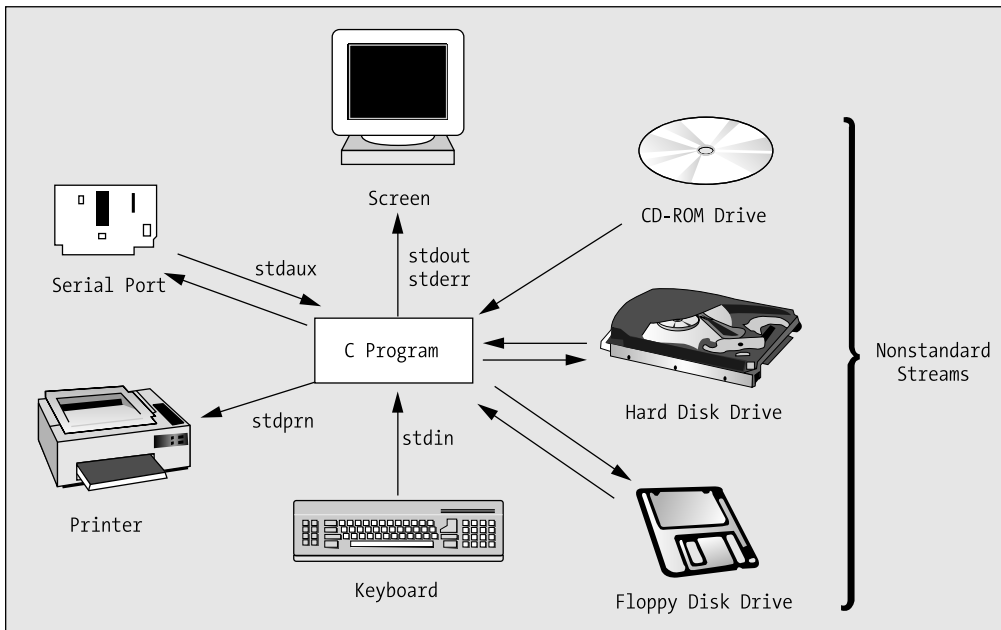 Screen
CD-ROM Drive
stdout
stderr
stdaux
Serial Port
C Program
Nonstandard
Streams
Hard Disk Drive
stdprn
stdin
Printer
Keyboard
Floppy Disk Drive